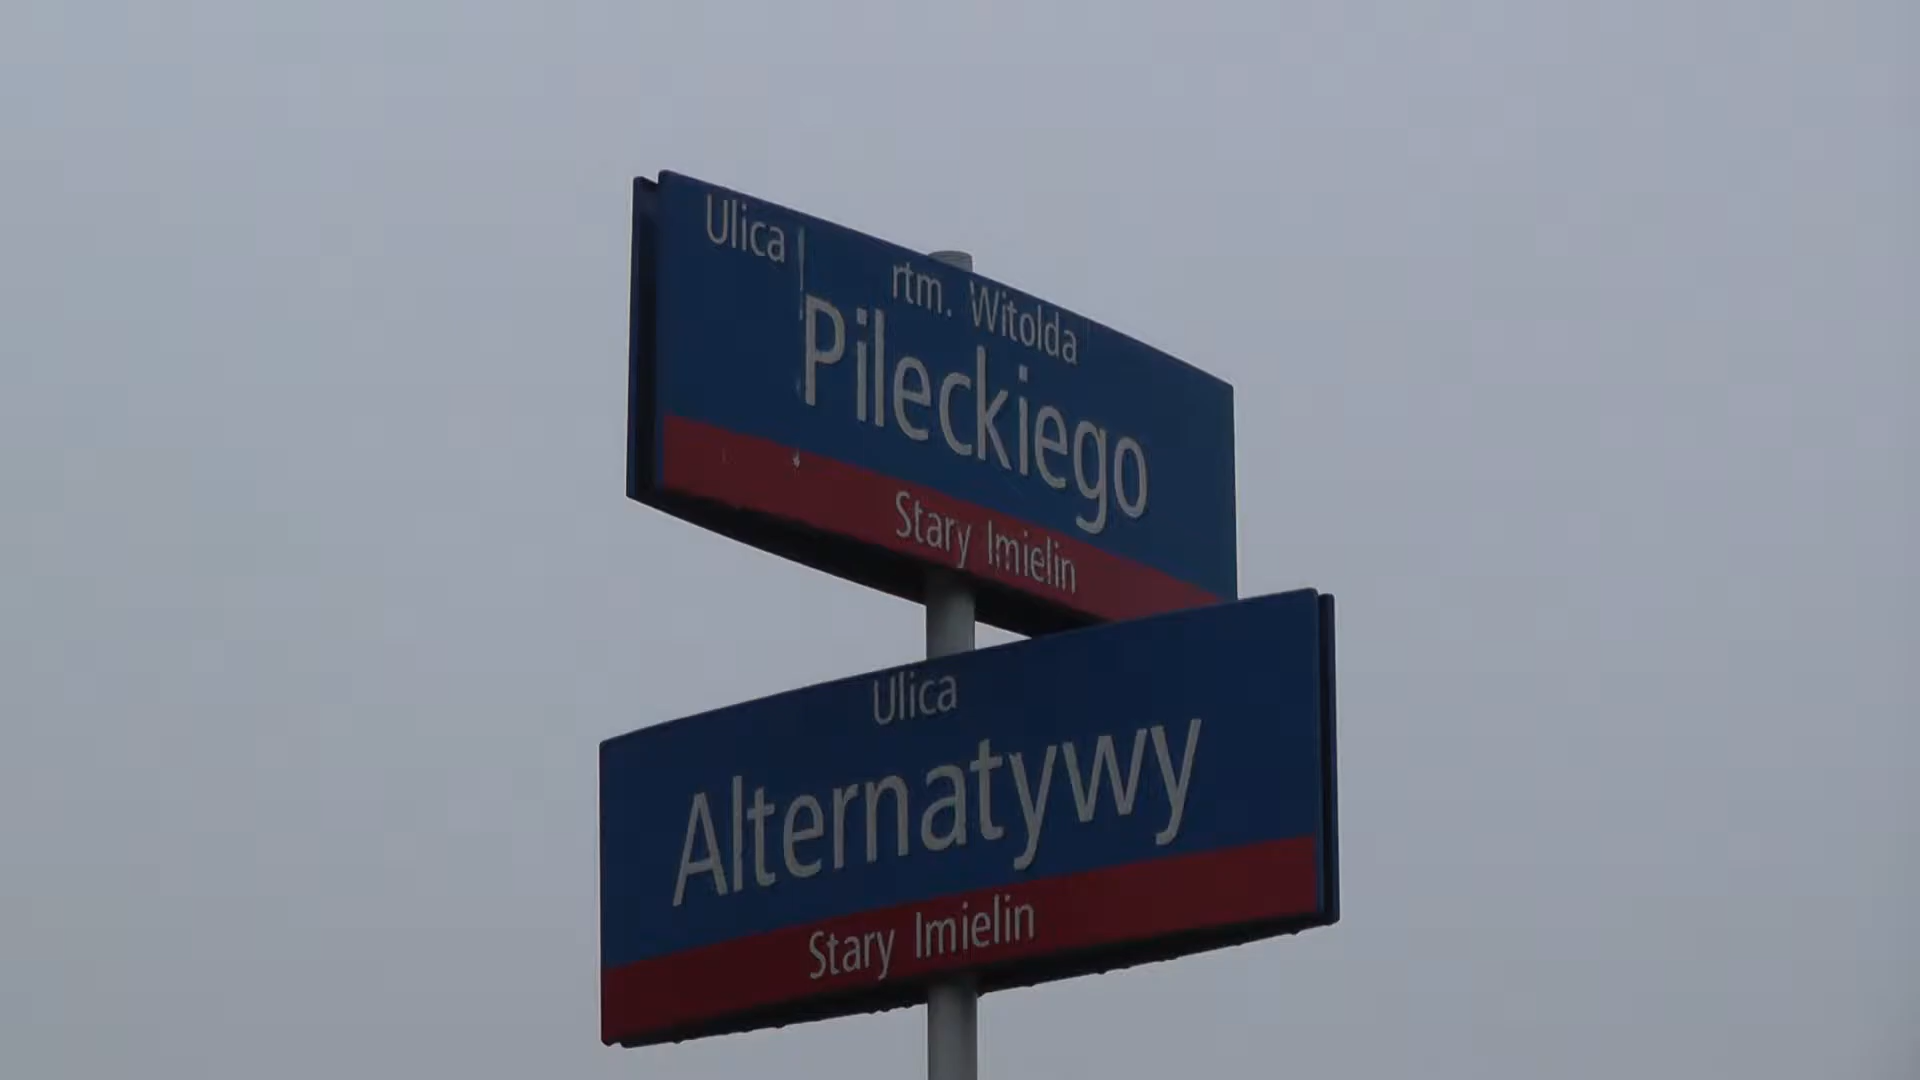 Ulica
rtm. Witolda
Pileckiego
Stary Imielin
Ulica
Alternatywy
Stary Imielin